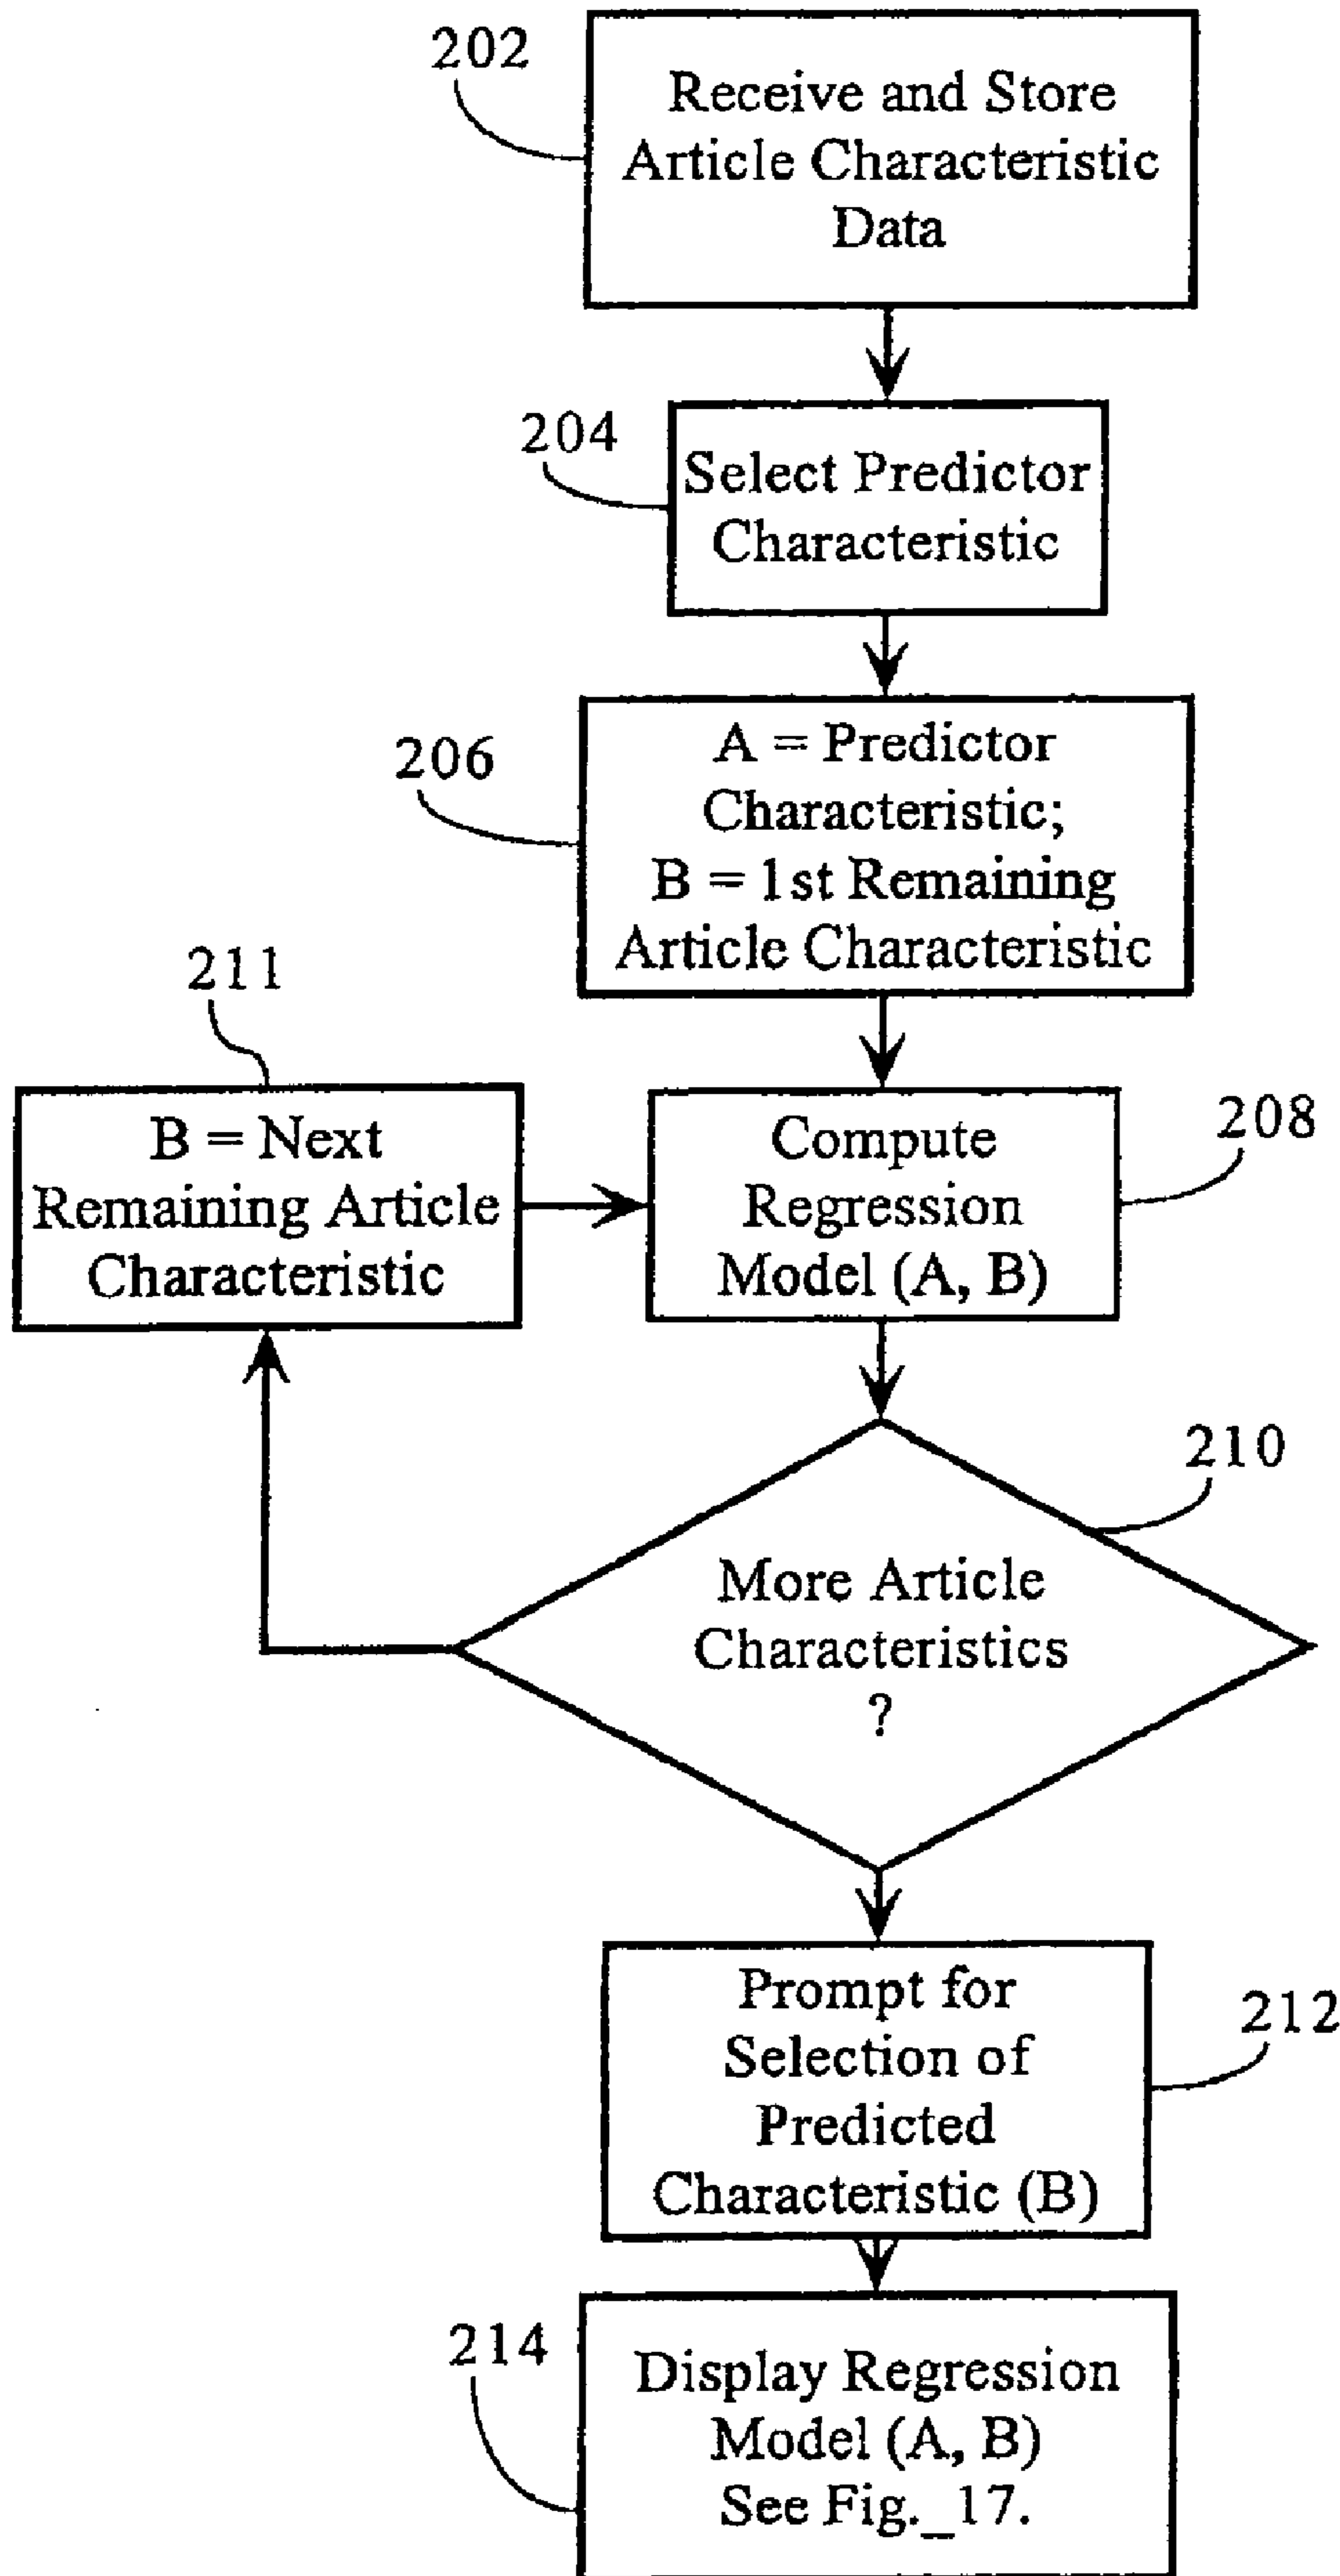 202
Receive and Store
Article Characteristic
Data
204
Select Predictor
Characteristic
206
A = Predictor
Characteristic;
B = 1st Remaining
Article Characteristic
211
B = Next
Remaining Article
Characteristic
Compute
Regression
Model (A, B)
208
210
More Article
Characteristics
?
Prompt for
Selection of
Predicted
Characteristic (B)
212
214
Display Regression
Model (A, B)
See Fig._17.